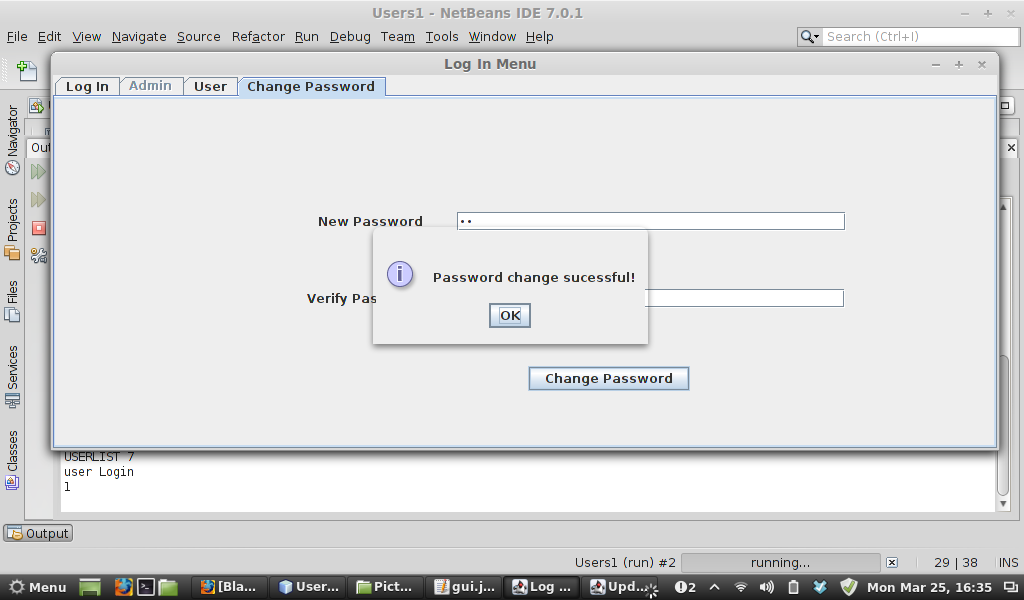 Users1 - NetBeans IDE 7.0.1
File Edit View Navigate Source Refactor Run Debug Team Tools Window Help
Search (Ctrl+I)
Log In Menu
Log In Admin User Change Password
Navigator
Projects
Files
Services
Classes
Out
New Password ••
Password change sucessful!
OK
Verify Pas
Change Password
USERLIST 7
user Login
1
Output
Users1 (run) #2 running... 29 | 38 INS
Menu [Bla... User... Pict... gui.j... Log ... Upd... 2 Mon Mar 25, 16:35